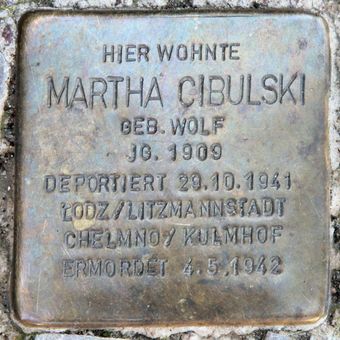 HIER WOHNTE
MARTHA CIBULSKI
GEB. WOLF
JG. 1909
DEPORTIERT 29.10.1941
ŁODZ/LITZMANNSTADT
CHELMNO/KULMHOF
ERMORDET 4.5.1942